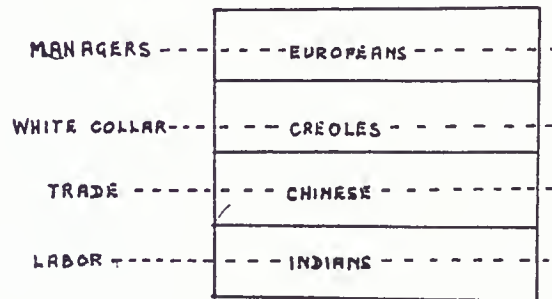 MANAGERS --- EUROPEANS ---
WHITE COLLAR --- CREOLES ---
TRADE --- CHINESE ---
LABOR --- INDIANS ---